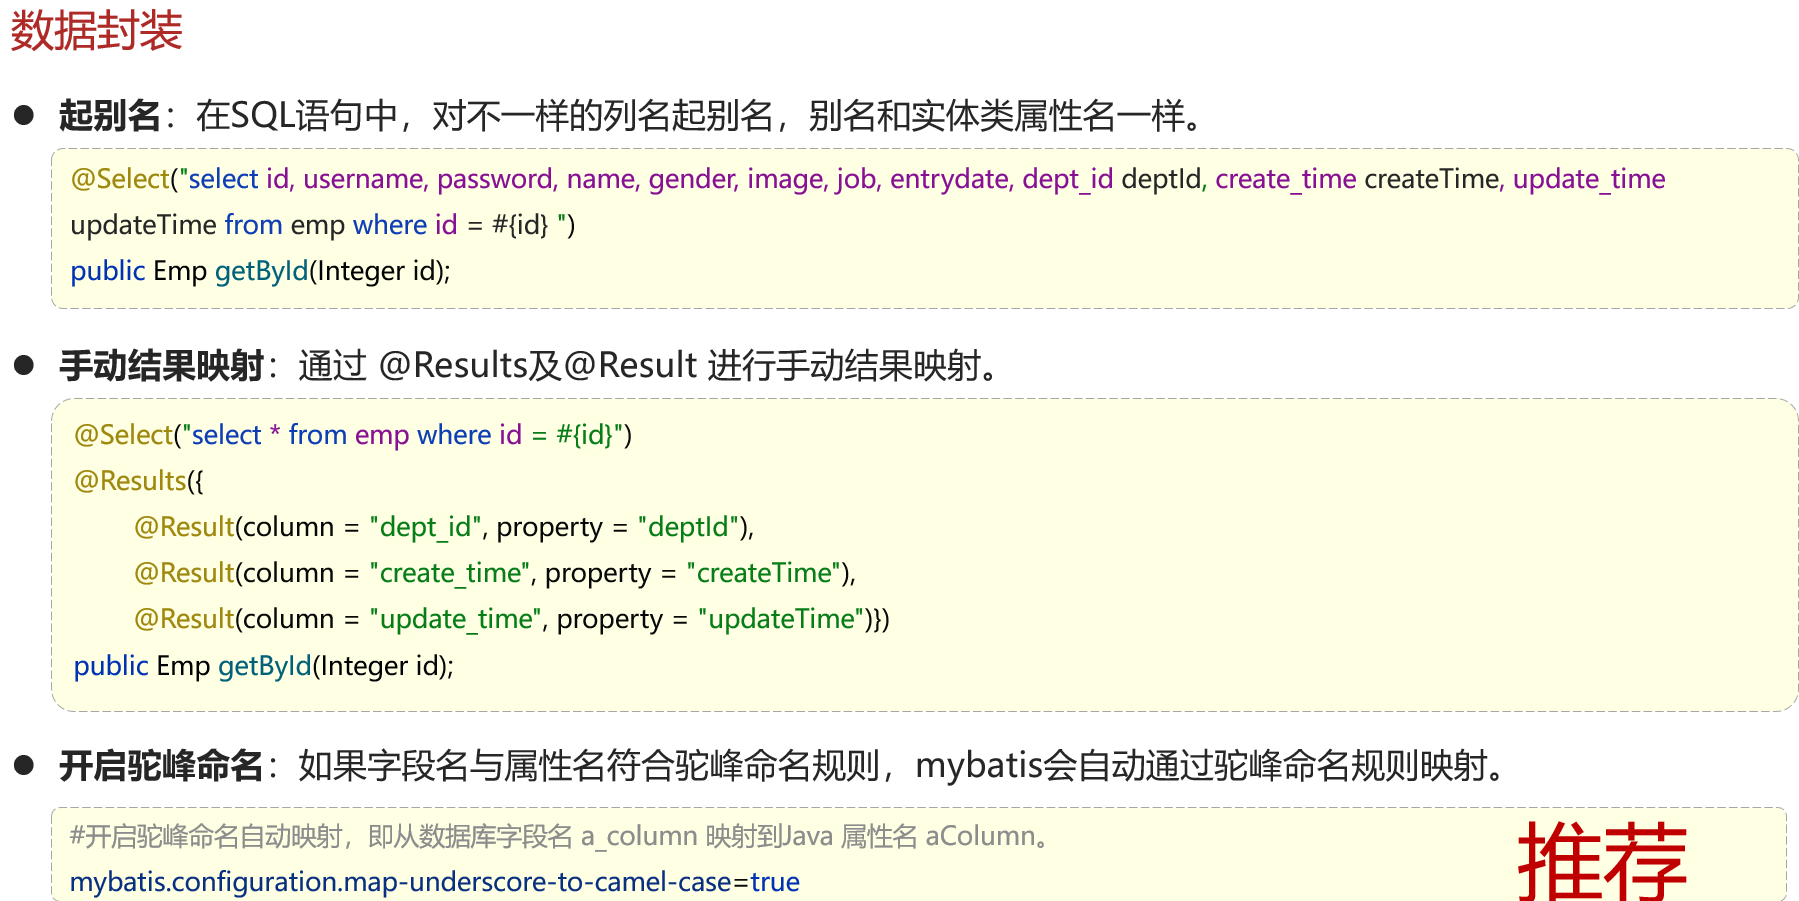 数据封装
● 起别名：在SQL语句中，对不一样的列名起别名，别名和实体类属性名一样。
@Select("select id, username, password, name, gender, image, job, entrydate, dept_id deptId, create_time createTime, update_time
updateTime from emp where id = #{id} ")
public Emp getById(Integer id);
● 手动结果映射：通过 @Results及@Result 进行手动结果映射。
@Select("select * from emp where id = #{id}")
@Results({
@Result(column = "dept_id", property = "deptId"),
@Result(column = "create_time", property = "createTime"),
@Result(column = "update_time", property = "updateTime")})
public Emp getById(Integer id);
● 开启驼峰命名：如果字段名与属性名符合驼峰命名规则，mybatis会自动通过驼峰命名规则映射。
#开启驼峰命名自动映射，即从数据库字段名 a_column 映射到Java 属性名 aColumn。
mybatis.configuration.map-underscore-to-camel-case=true
推荐